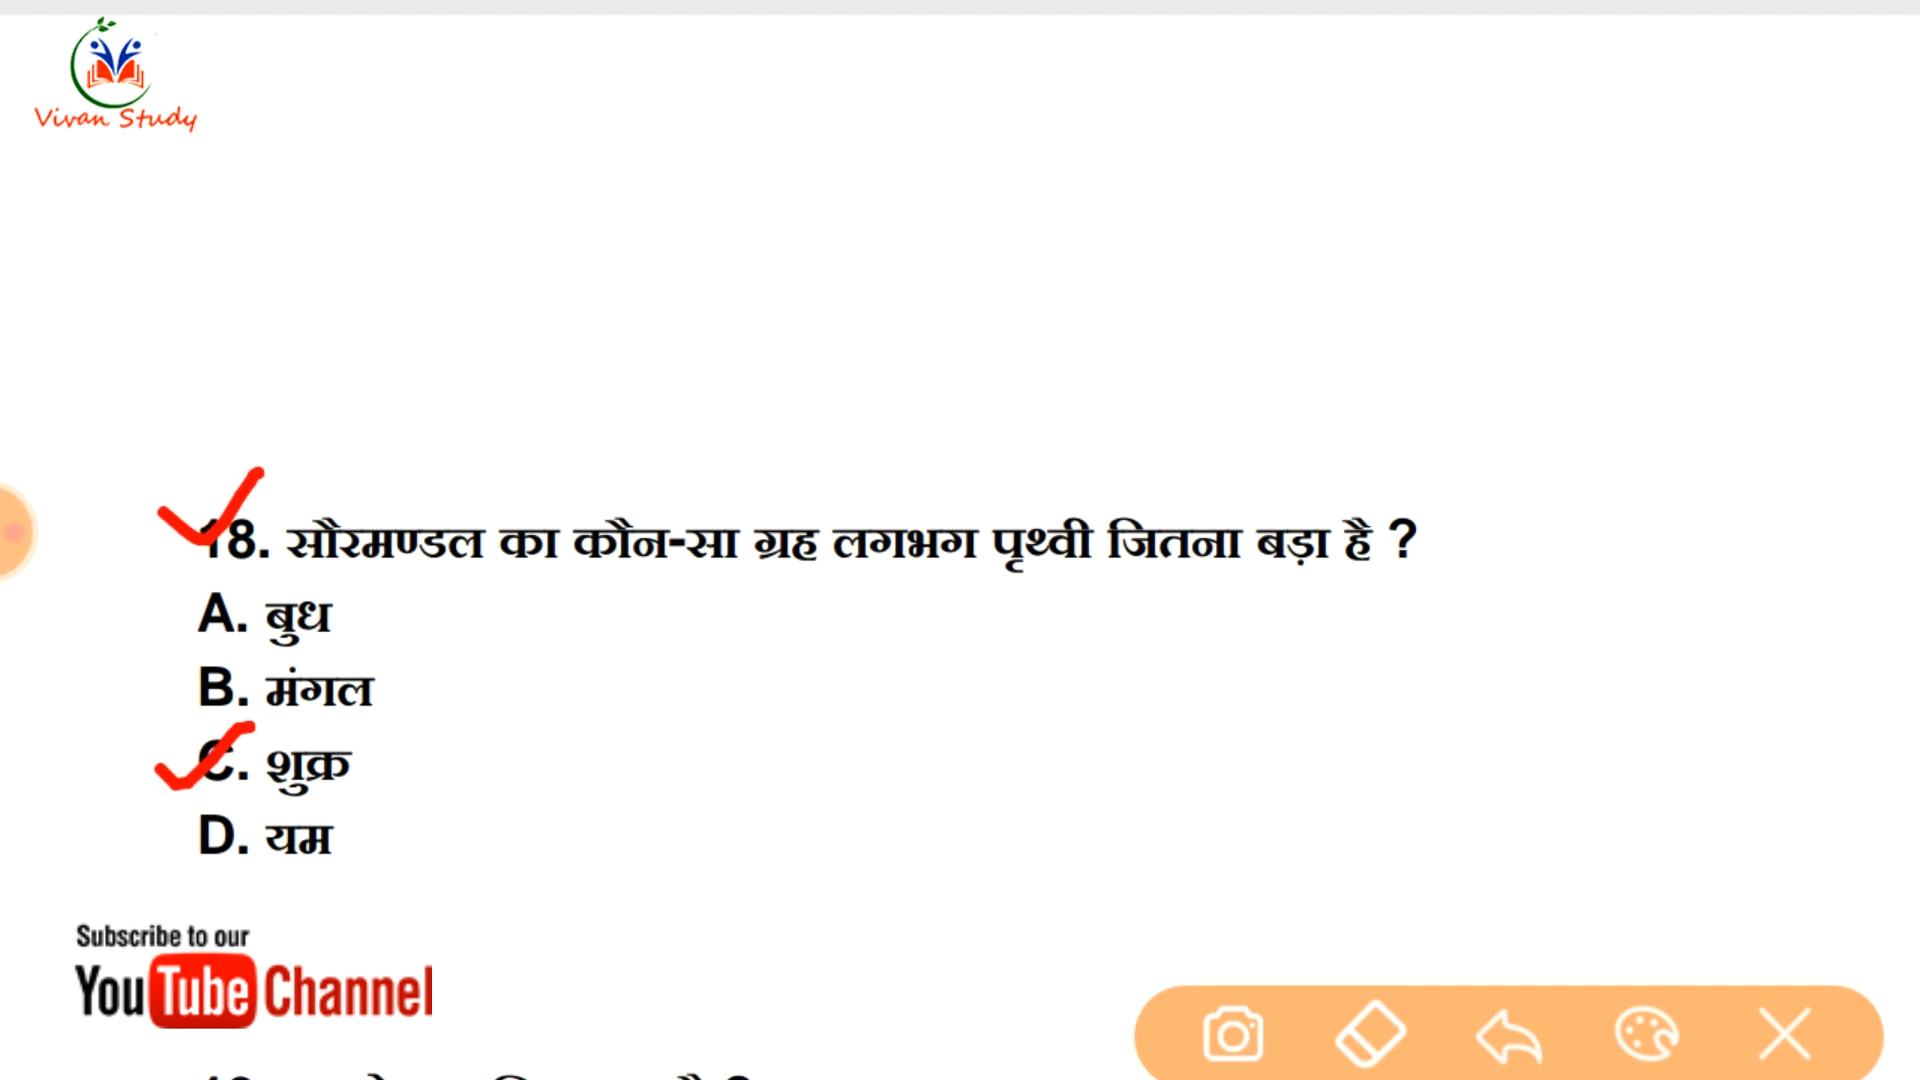 Vivan Study
18. सौरमण्डल का कौन-सा ग्रह लगभग पृथ्वी जितना बड़ा है ?
A. बुध
B. मंगल
C. शुक्र
D. यम
Subscribe to our
YouTube Channel